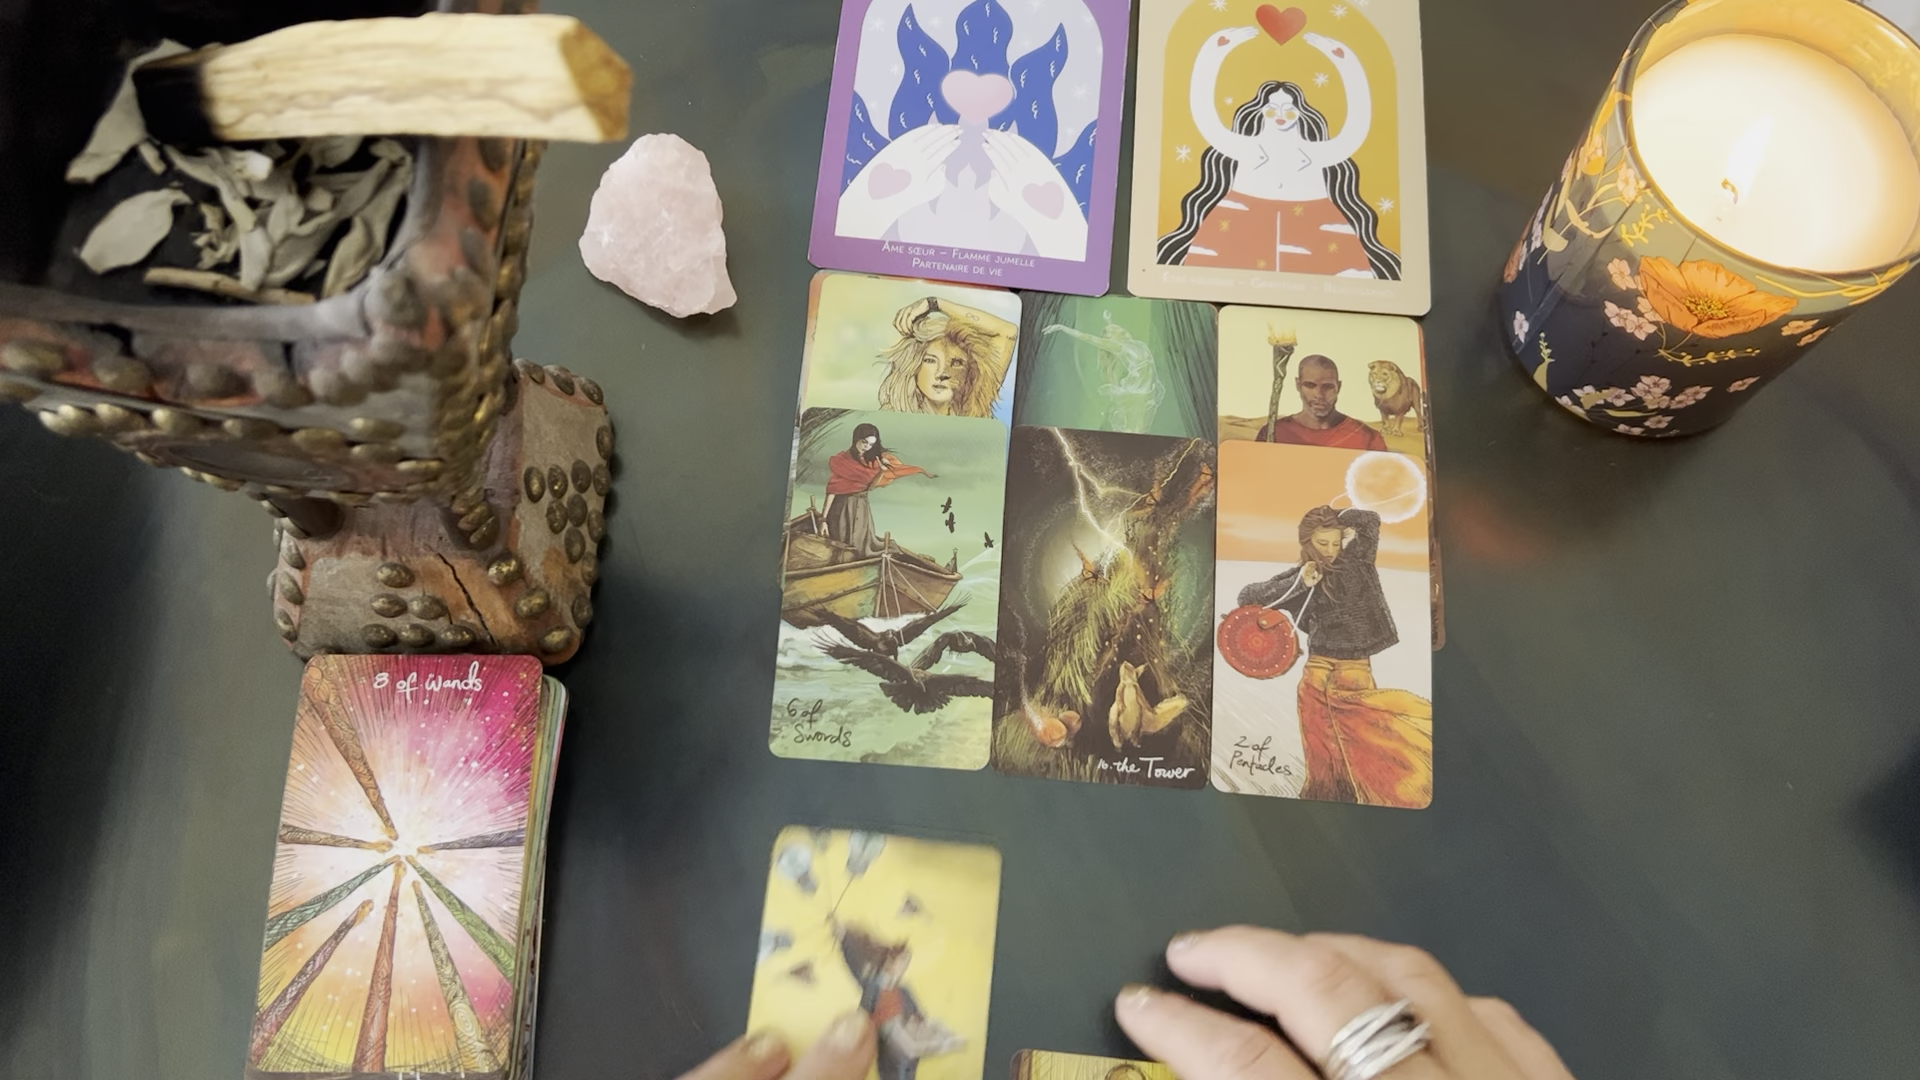 Âme sœur – Flamme jumelle
Partenaire de vie
8 of Wands
6 of
Swords
16. the Tower
2 of
Pentacles